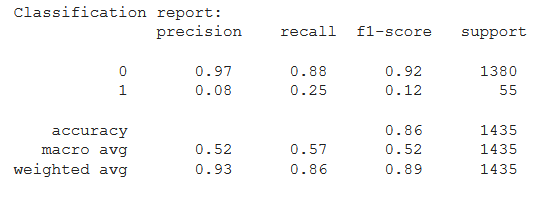 Classification report:
precision recall f1-score support
0 0.97 0.88 0.92 1380
1 0.08 0.25 0.12 55
accuracy 0.86 1435
macro avg 0.52 0.57 0.52 1435
weighted avg 0.93 0.86 0.89 1435